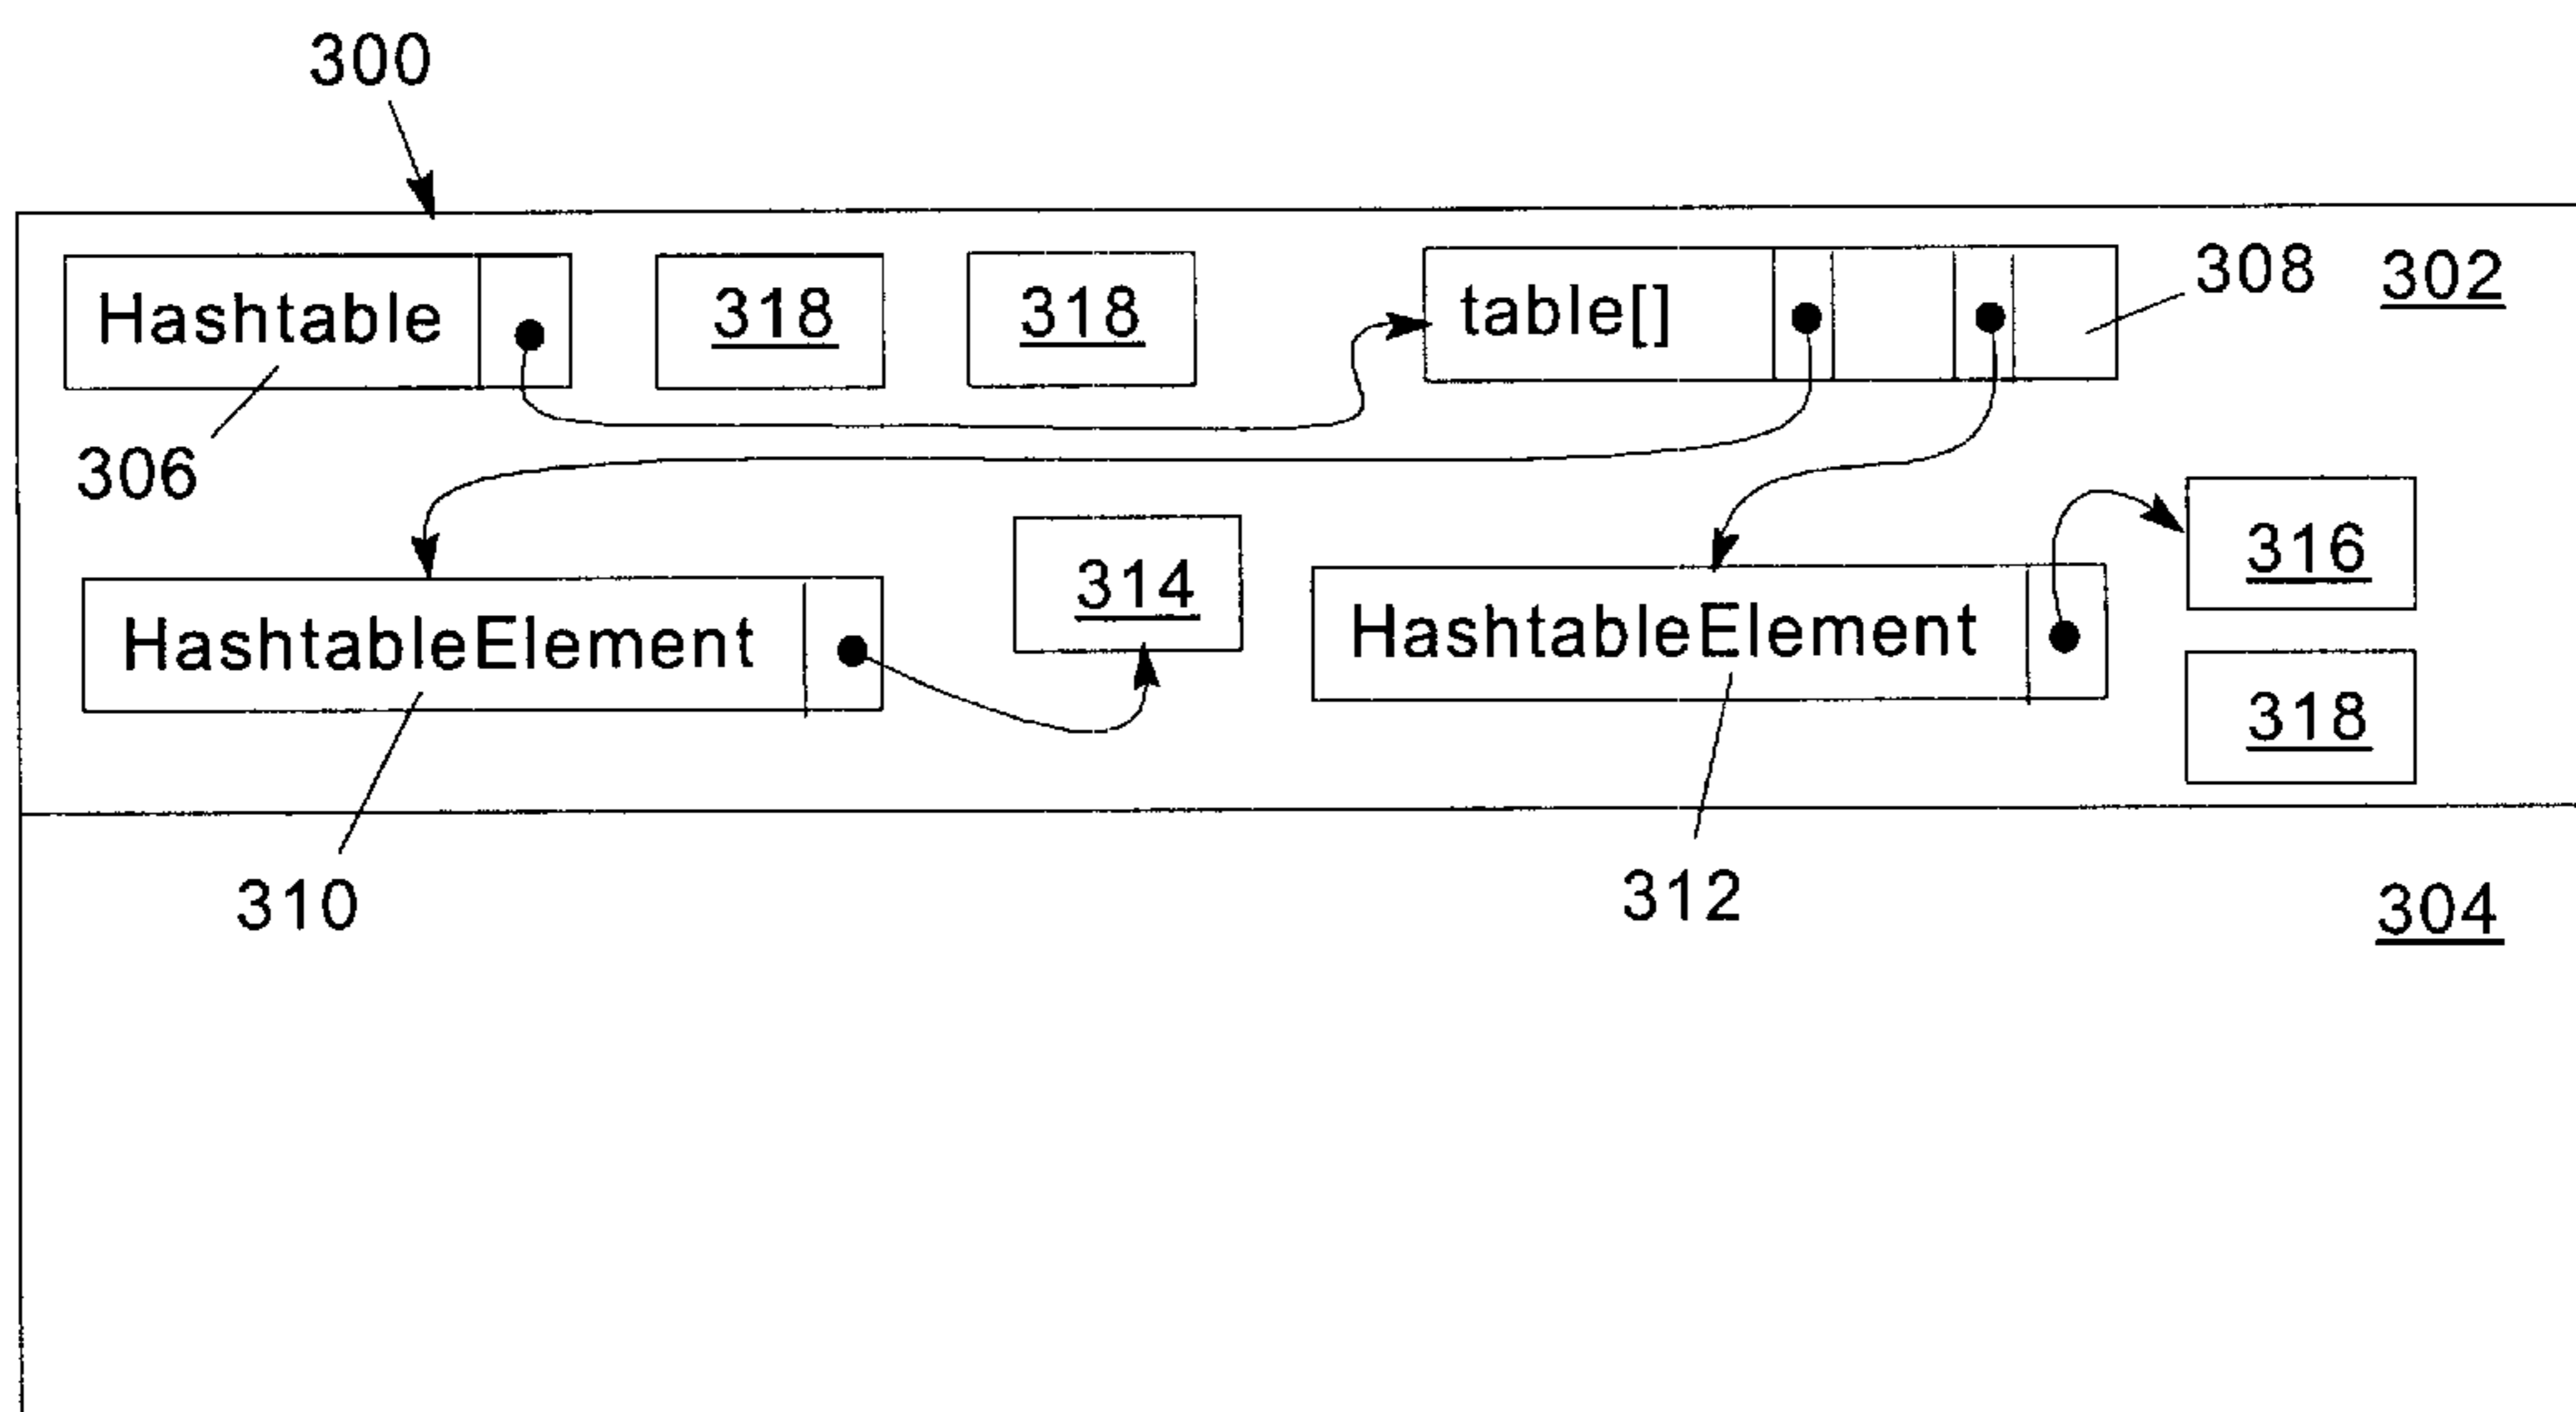 300
Hashtable 318 318 table[] 308 302
306
HashtableElement 314 HashtableElement 316
318
310 312 304